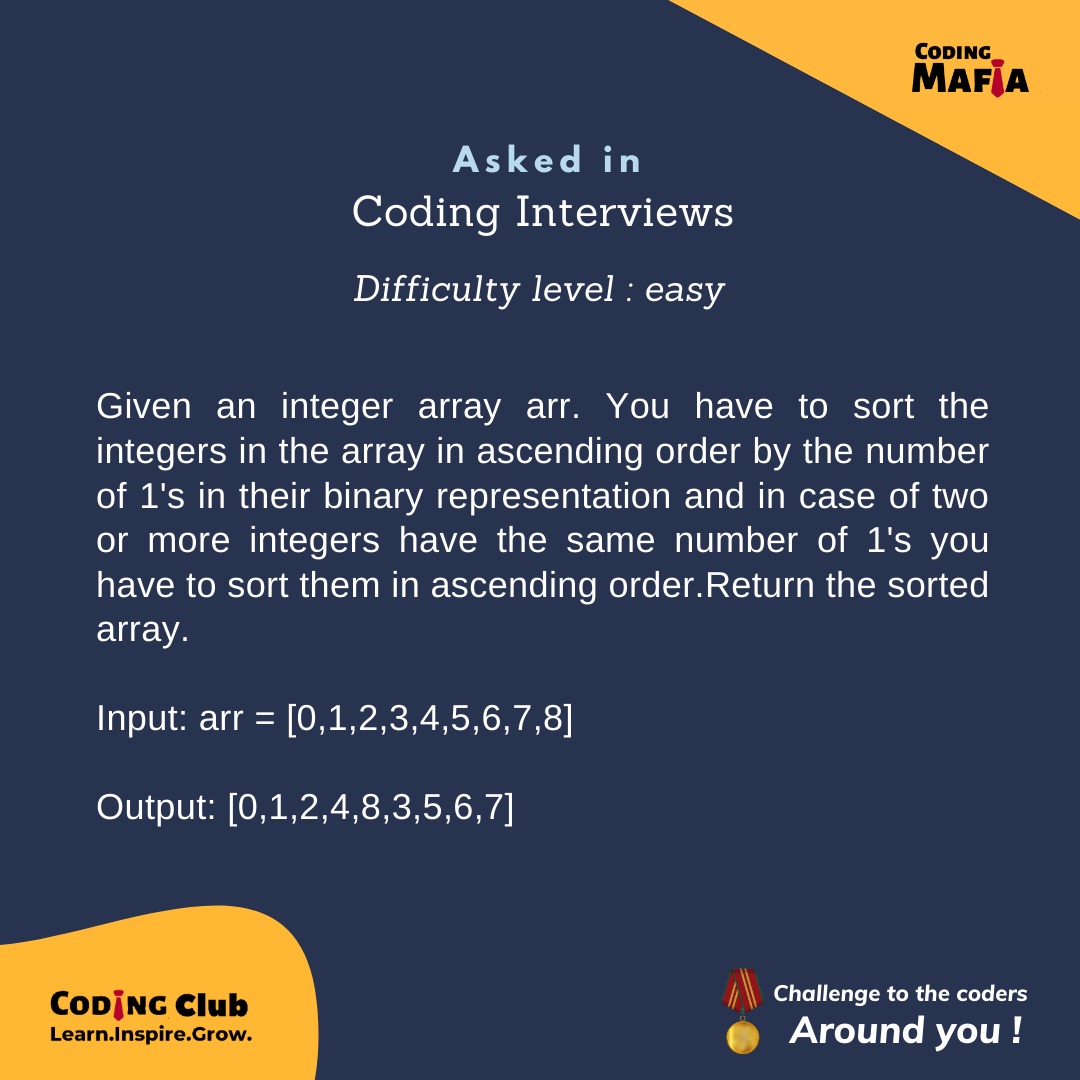 CODING
MAFIA
Asked in
Coding Interviews
Difficulty level : easy
Given an integer array arr. You have to sort the
integers in the array in ascending order by the number
of 1's in their binary representation and in case of two
or more integers have the same number of 1's you
have to sort them in ascending order.Return the sorted
array.
Input: arr = [0,1,2,3,4,5,6,7,8]
Output: [0,1,2,4,8,3,5,6,7]
CODING Club
Learn.Inspire.Grow.
Challenge to the coders
Around you !